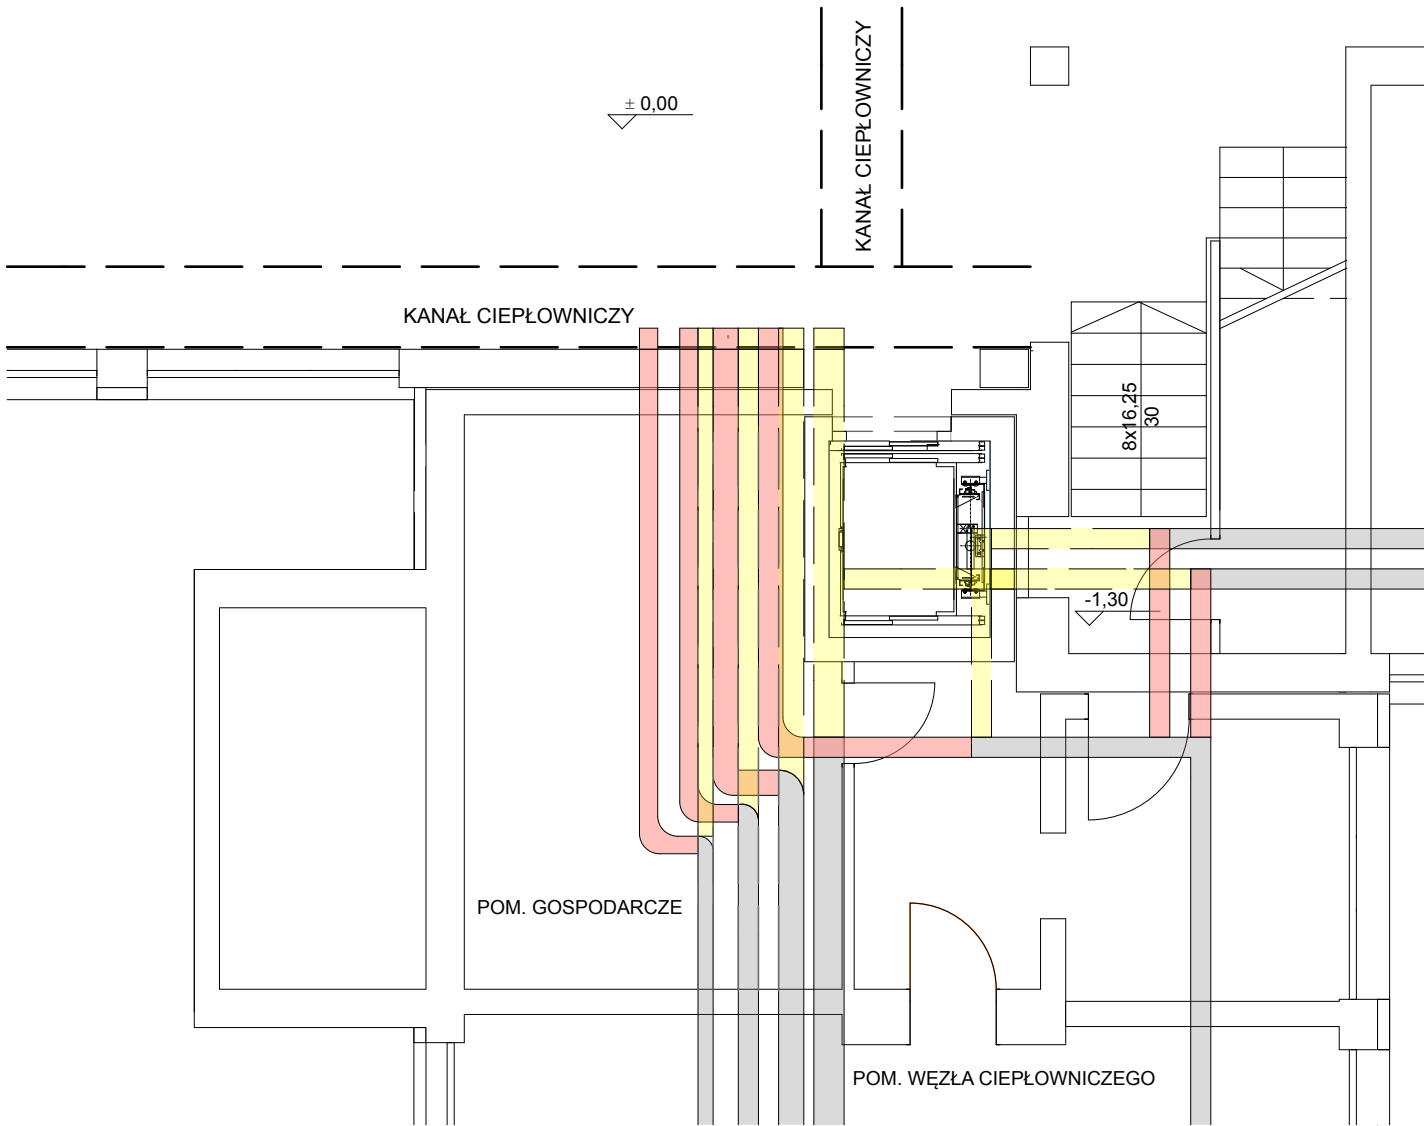 KANAŁ CIEPŁOWNICZY
± 0,00
KANAŁ CIEPŁOWNICZY
8x16,25
30
-1,30
POM. GOSPODARCZE
POM. WĘZŁA CIEPŁOWNICZEGO